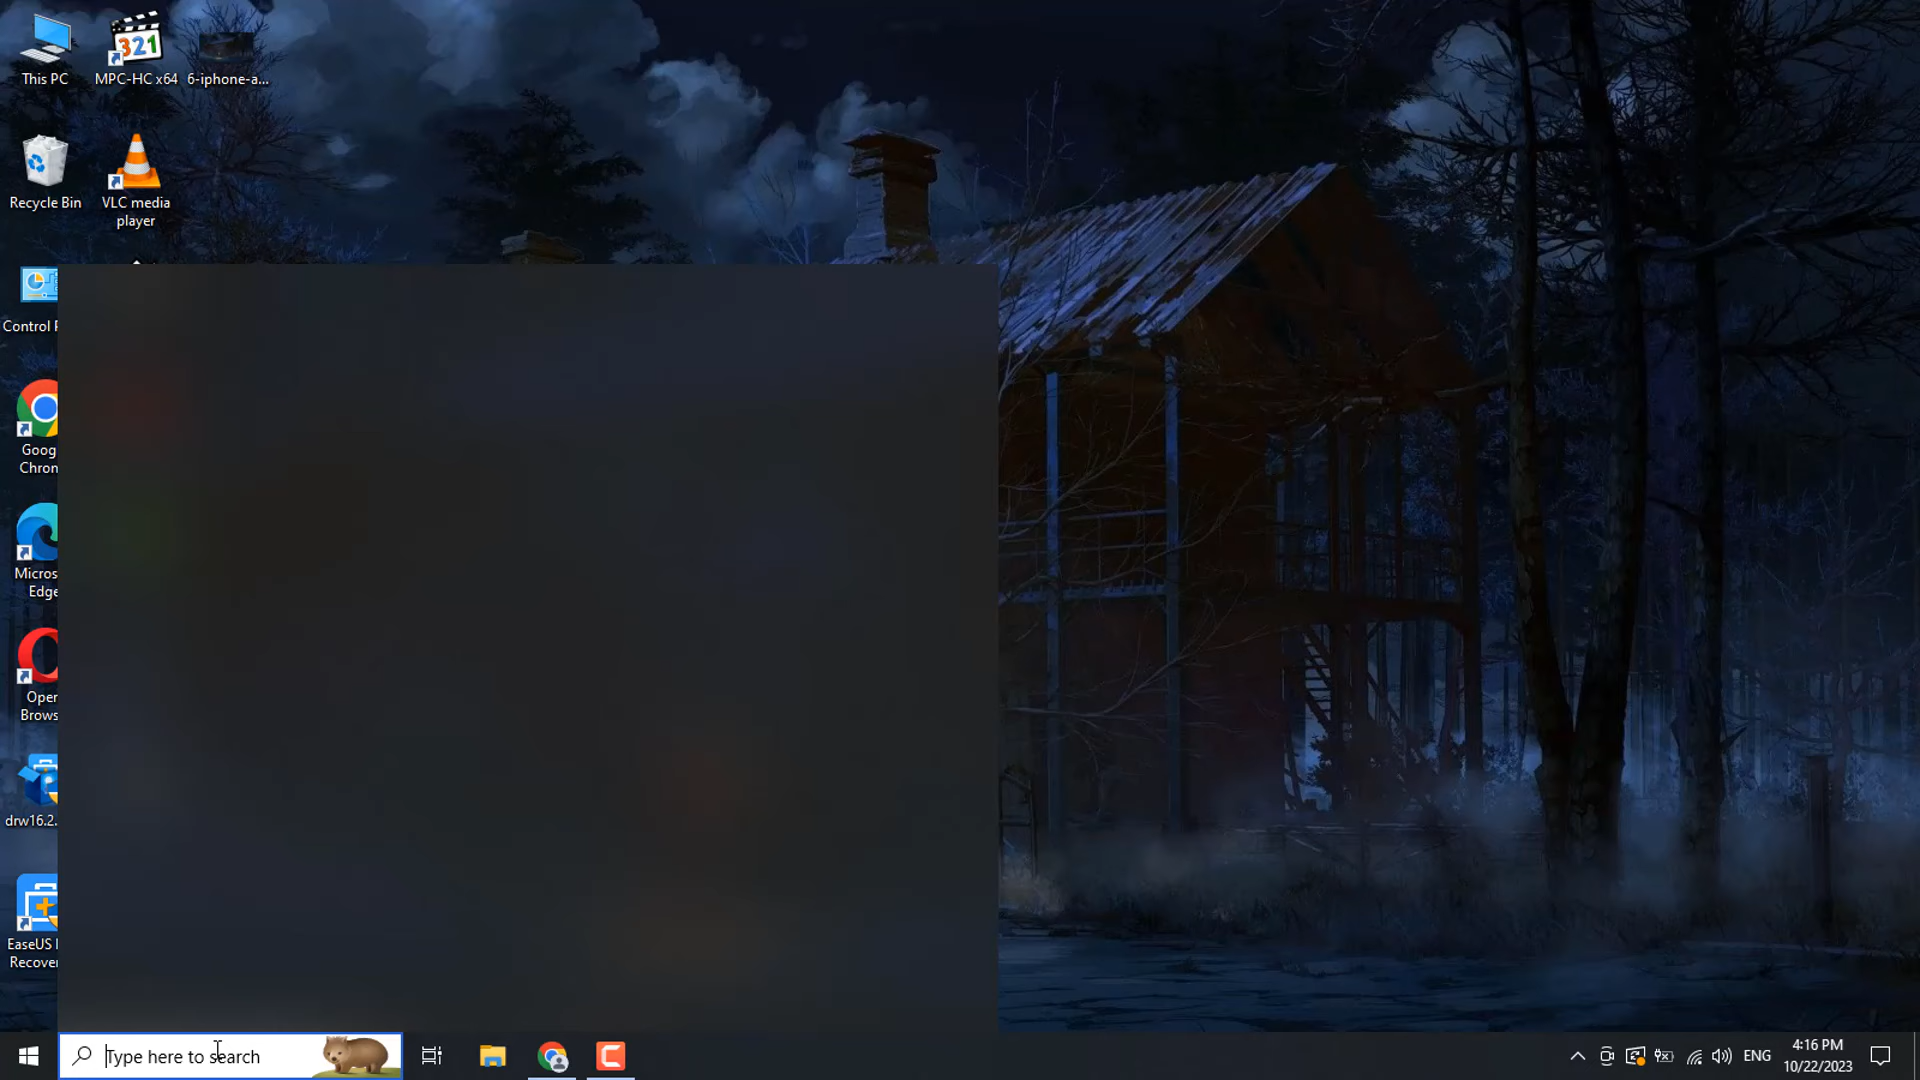 This PC
MPC-HC x64
321
6-iphone-a...
Recycle Bin
VLC media
player
Control P
Goog
Chron
Micros
Edge
Oper
Brows
drw16.2.
EaseUS
Recover
Type here to search
ENG
4:16 PM
10/22/2023